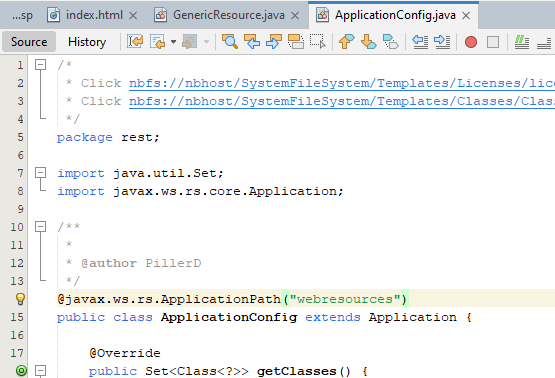 ...sp index.html GenericResource.java ApplicationConfig.java
Source History
1 /*
2 * Click nbfs://nbhost/SystemFileSystem/Templates/Licenses/lice
3 * Click nbfs://nbhost/SystemFileSystem/Templates/Classes/Clas
4 */
5 package rest;
6
7 import java.util.Set;
8 import javax.ws.rs.core.Application;
9
10 /**
11 *
12 * @author PillerD
13 */
@javax.ws.rs.ApplicationPath("webresources")
15 public class ApplicationConfig extends Application {
16
17 @Override
public Set<Class<?>> getClasses() {